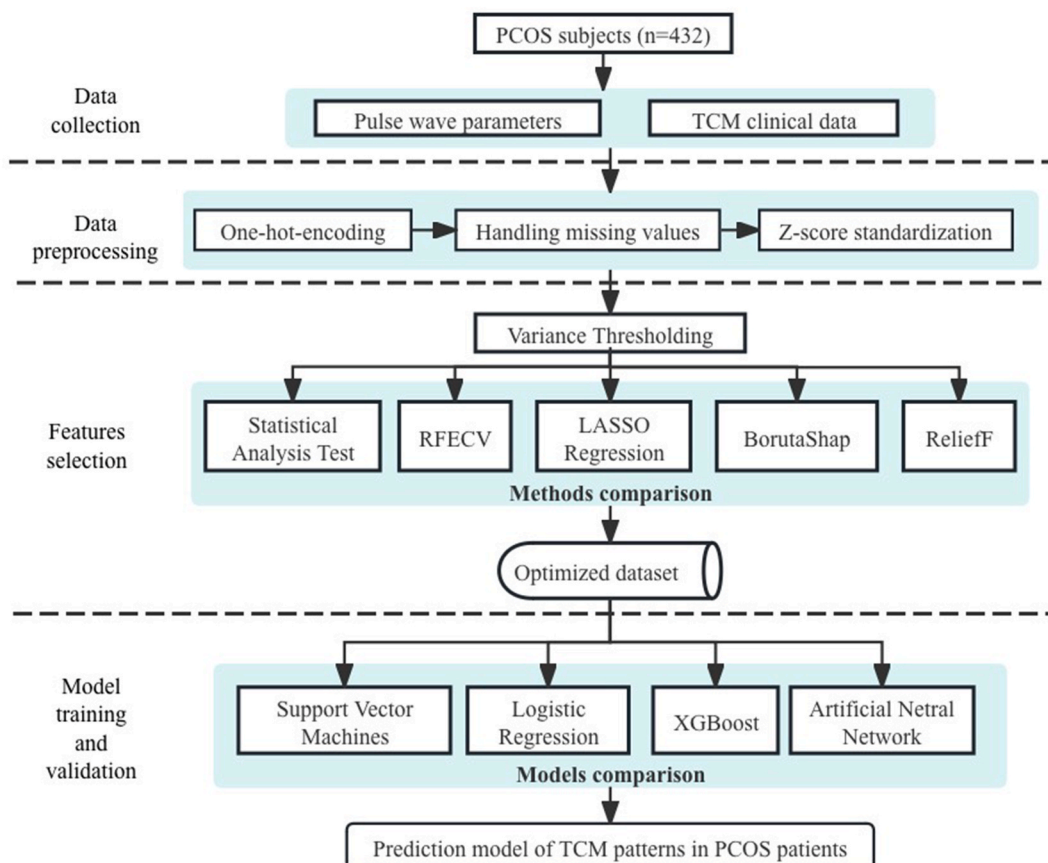 PCOS subjects (n=432)
Data
collection
Pulse wave parameters
TCM clinical data
Data
preprocessing
One-hot-encoding
Handling missing values
Z-score standardization
Variance Thresholding
Features
selection
Statistical
Analysis Test
RFECV
LASSO
Regression
BorutaShap
ReliefF
Methods comparison
Optimized dataset
Model
training
and
validation
Support Vector
Machines
Logistic
Regression
XGBoost
Artificial Netral
Network
Models comparison
Prediction model of TCM patterns in PCOS patients